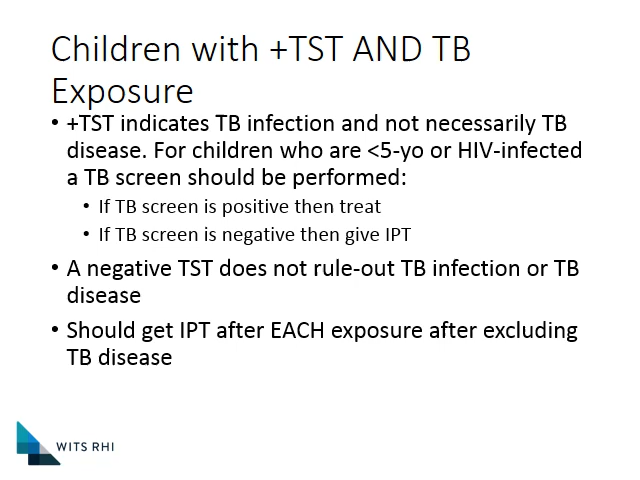 Children with +TST AND TB
Exposure
• +TST indicates TB infection and not necessarily TB
disease. For children who are <5-yo or HIV-infected
a TB screen should be performed:
• If TB screen is positive then treat
• If TB screen is negative then give IPT
• A negative TST does not rule-out TB infection or TB
disease
• Should get IPT after EACH exposure after excluding
TB disease
WITS RHI